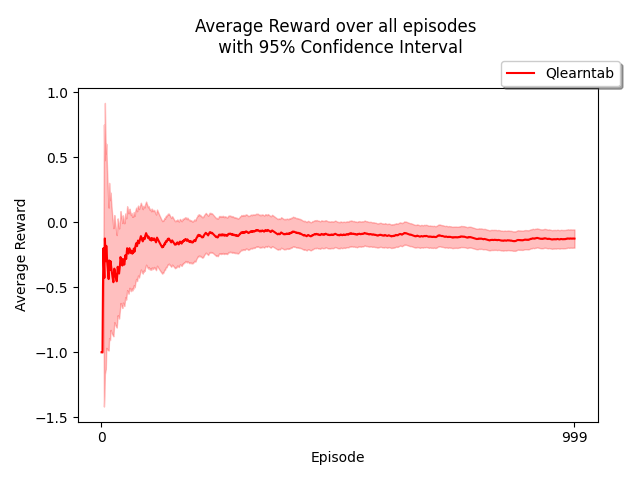 Average Reward over all episodes
with 95% Confidence Interval
Qlearntab
1.0
0.5
0.0
−0.5
−1.0
−1.5
Average Reward
0
999
Episode